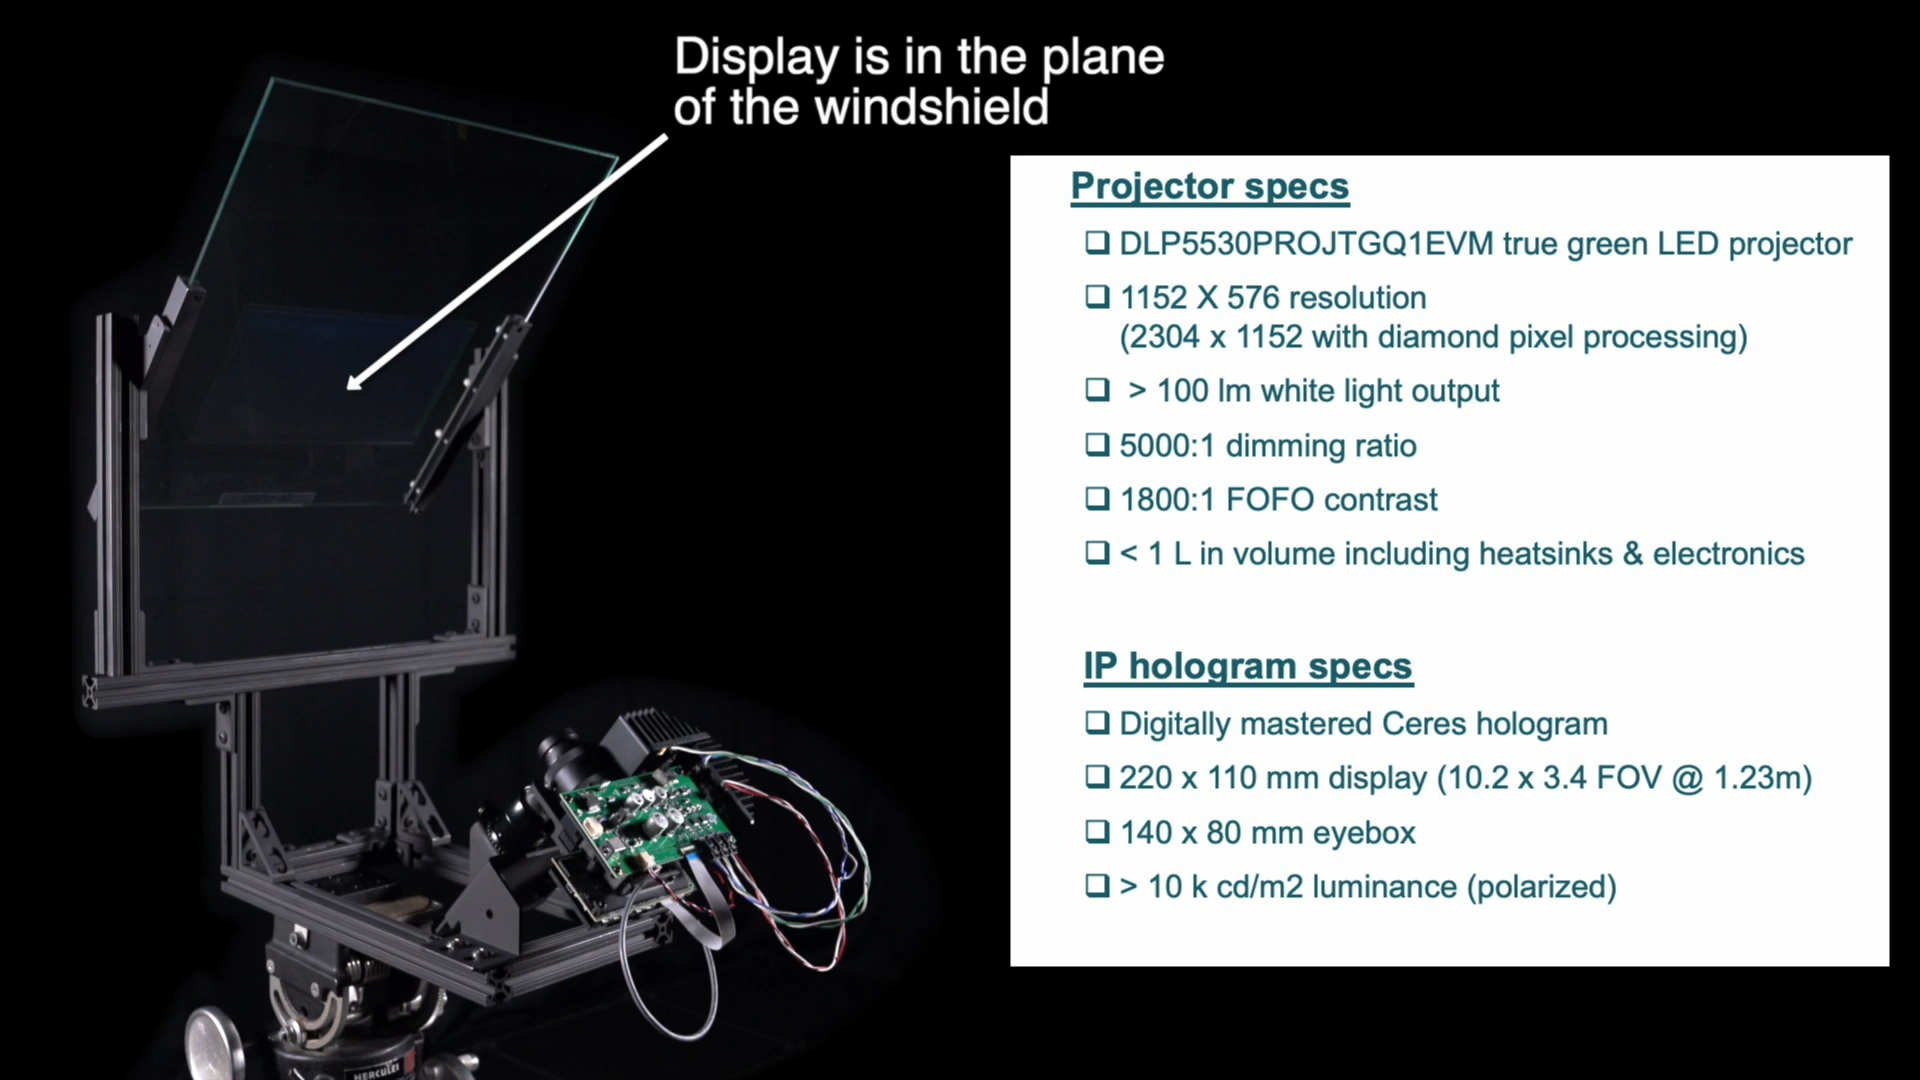 Display is in the plane
of the windshield
Projector specs
❑ DLP5530PROJTGQ1EVM true green LED projector
❑ 1152 X 576 resolution
(2304 x 1152 with diamond pixel processing)
❑ > 100 lm white light output
❑ 5000:1 dimming ratio
❑ 1800:1 FOFO contrast
❑ < 1 L in volume including heatsinks & electronics
IP hologram specs
❑ Digitally mastered Ceres hologram
❑ 220 x 110 mm display (10.2 x 3.4 FOV @ 1.23m)
❑ 140 x 80 mm eyebox
❑ > 10 k cd/m2 luminance (polarized)
HERCULES